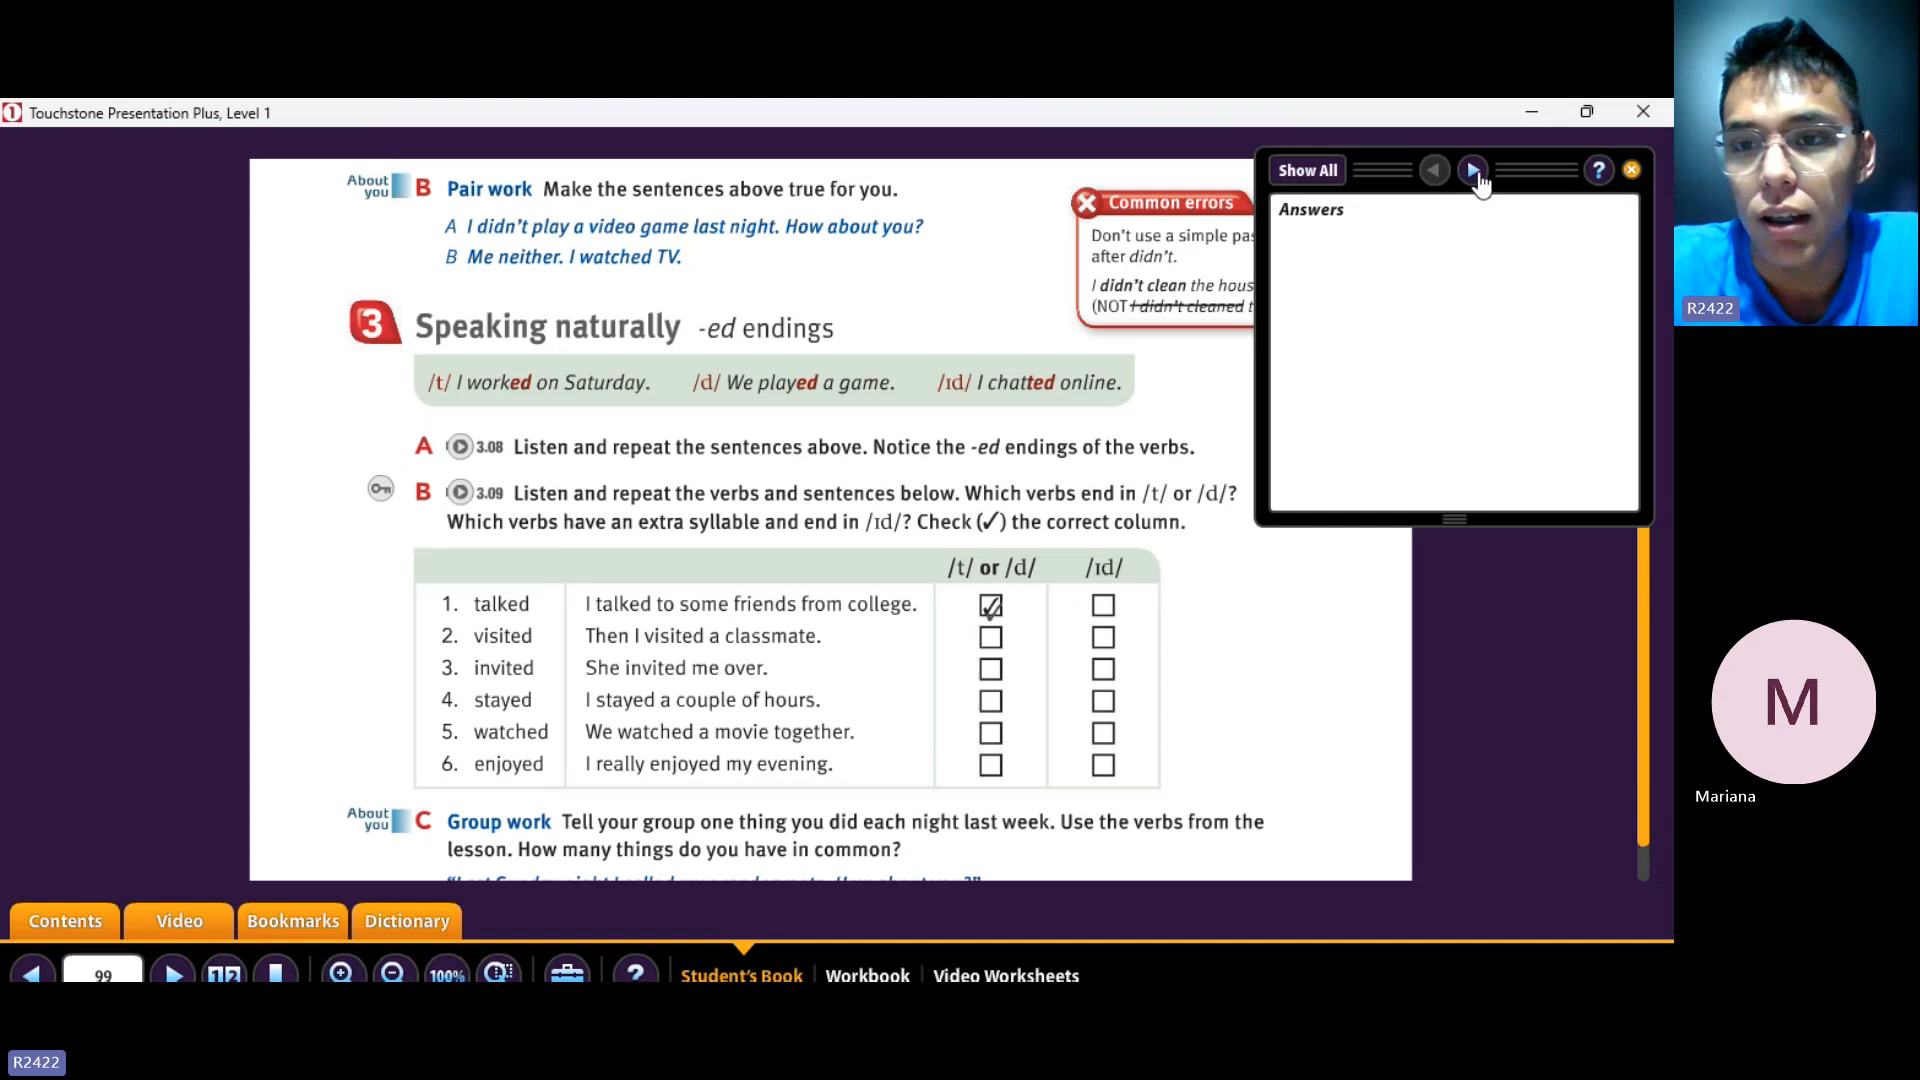 Touchstone Presentation Plus, Level 1
About you B Pair work Make the sentences above true for you.
A I didn't play a video game last night. How about you?
B Me neither. I watched TV.
Common errors
Don't use a simple pas
after didn't.
I didn't clean the hous
(NOT I didn't cleaned t
Show All
?
Answers
3 Speaking naturally -ed endings
/t/ I worked on Saturday. /d/ We played a game. /ɪd/ I chatted online.
A 3.08 Listen and repeat the sentences above. Notice the -ed endings of the verbs.
B 3.09 Listen and repeat the verbs and sentences below. Which verbs end in /t/ or /d/?
Which verbs have an extra syllable and end in /ɪd/? Check (✓) the correct column.
/t/ or /d/ /ɪd/
1. talked I talked to some friends from college. ✓
2. visited Then I visited a classmate.
3. invited She invited me over.
4. stayed I stayed a couple of hours.
5. watched We watched a movie together.
6. enjoyed I really enjoyed my evening.
About you C Group work Tell your group one thing you did each night last week. Use the verbs from the
lesson. How many things do you have in common?
Contents Video Bookmarks Dictionary
99 12 100% ? Student's Book Workbook Video Worksheets
R2422
M
Mariana
R2422